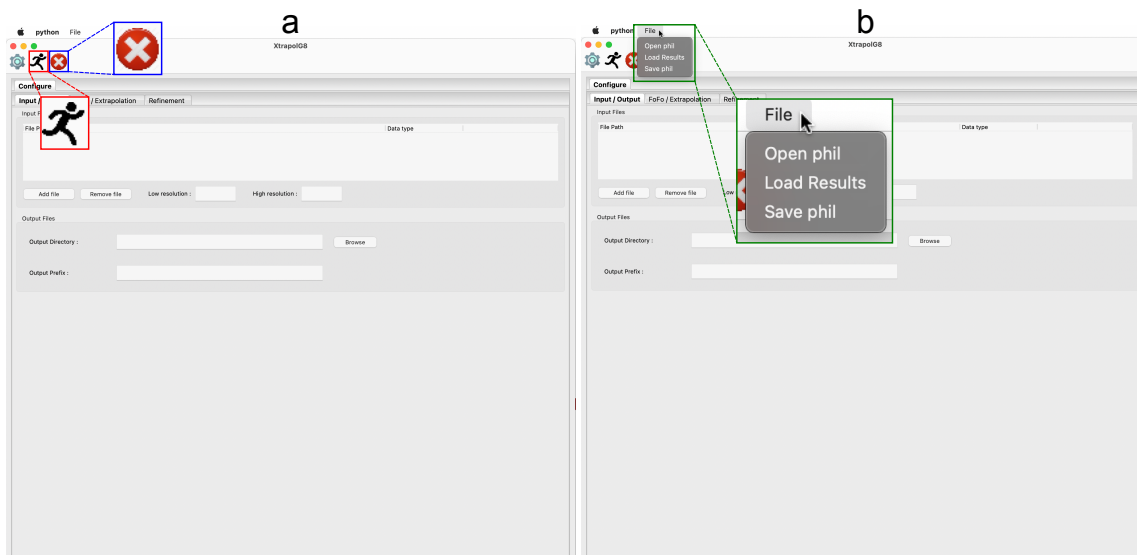 a
python File
XtrapolG8
Configure
Input / / Extrapolation Refinement
Input F
File P Data type
Add file Remove file Low resolution : High resolution :
Output Files
Output Directory : Browse
Output Prefix :
b
python File
XtrapolG8
Open phil
Load Results
Save phil
Configure
Input / Output FoFo / Extrapolation Ref
Input Files
File Path Data type
File
Open phil
Load Results
Save phil
Add file Remove file Low
Output Files
Output Directory : Browse
Output Prefix :